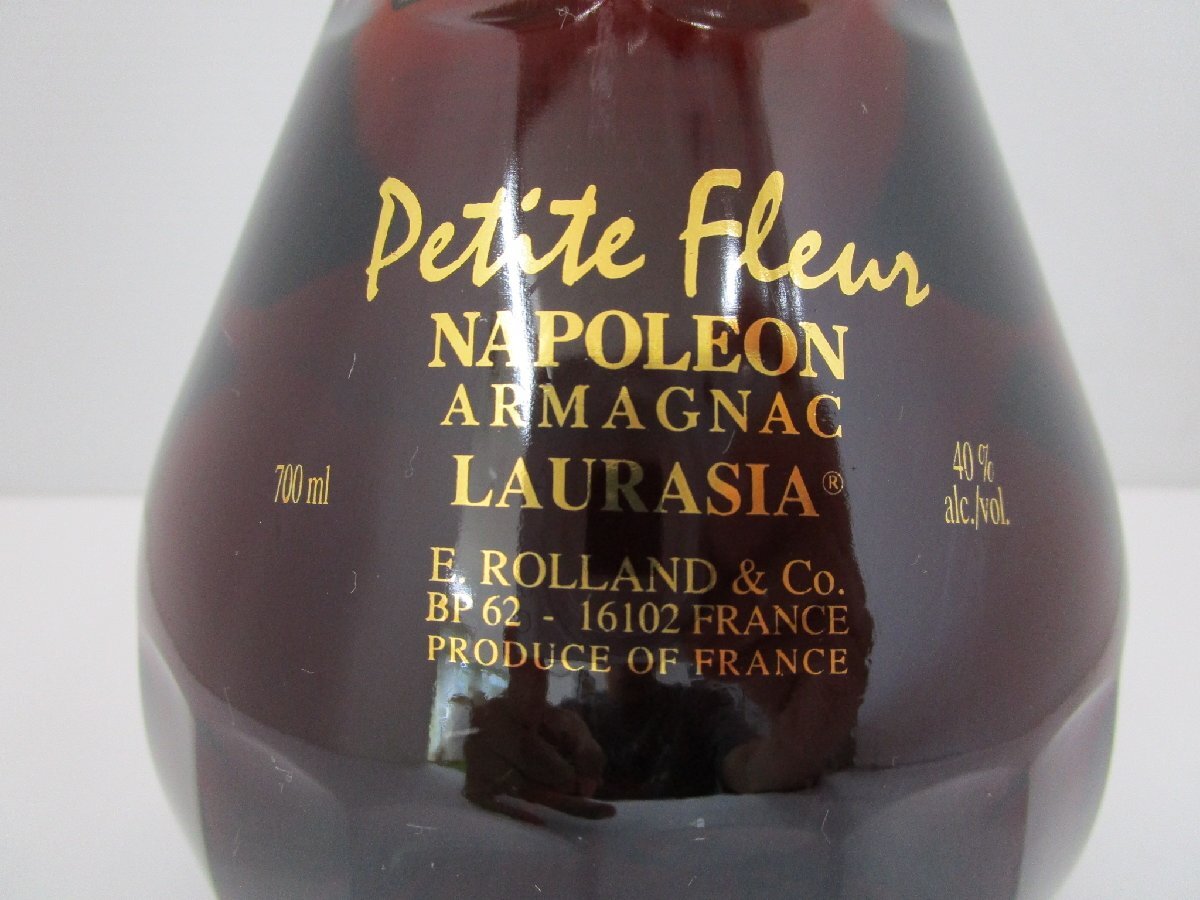 Petite Fleur
NAPOLEON
ARMAGNAC
LAURASIA®
700 ml
40 %
alc./vol.
E. ROLLAND & Co.
BP 62 - 16102 FRANCE
PRODUCE OF FRANCE